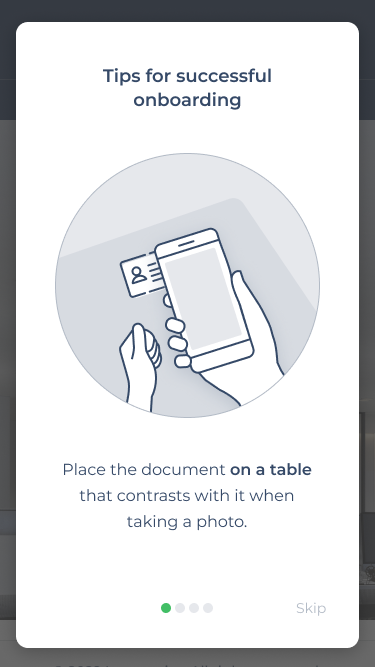 Tips for successful
onboarding
Place the document on a table
that contrasts with it when
taking a photo.
Skip